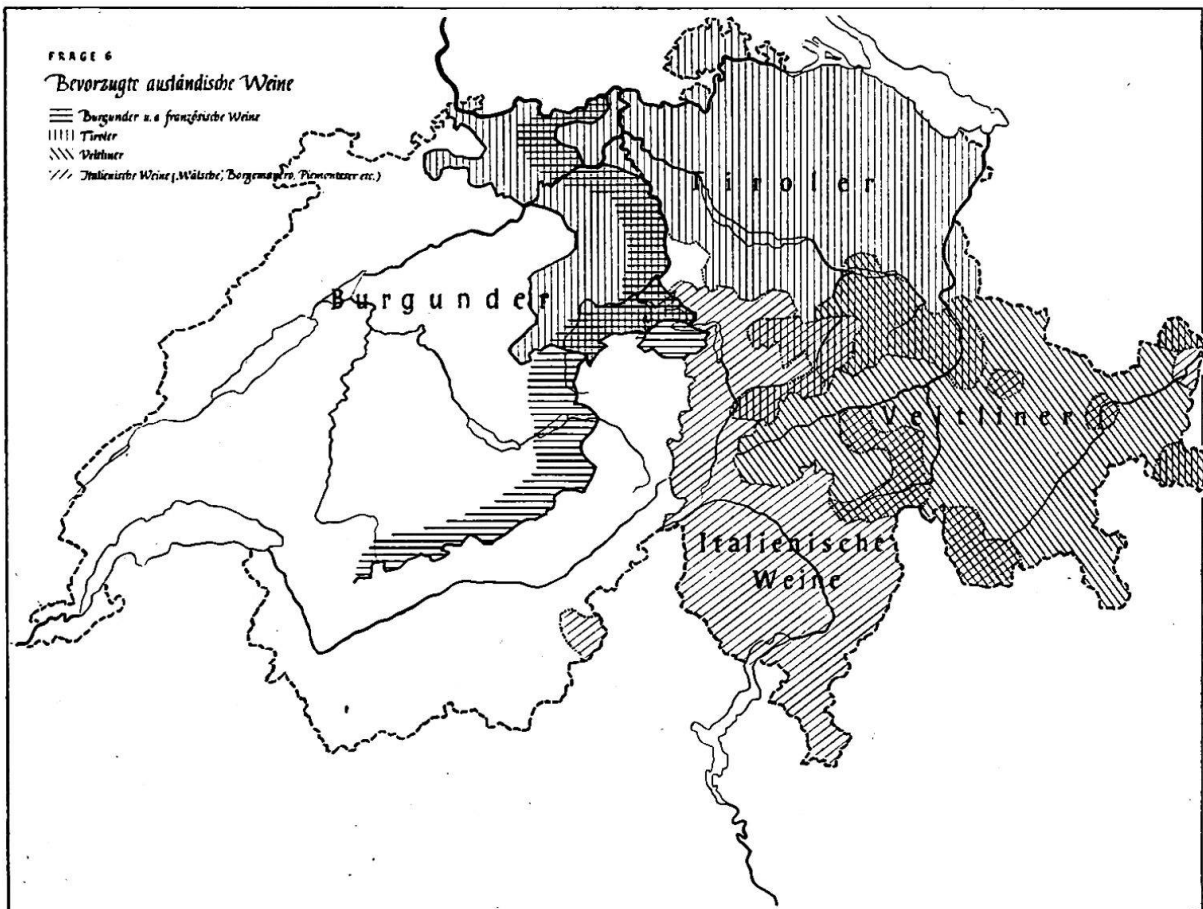 FRAGE 6
Bevorzugte ausländische Weine
Burgunder u. a französische Weine
Tiroler
Veltliner
Italienische Weine („Wälsche', Borgemanero, Piemonteser etc.)
Tiroler
Burgunder
Veltliner
Italienische
Weine